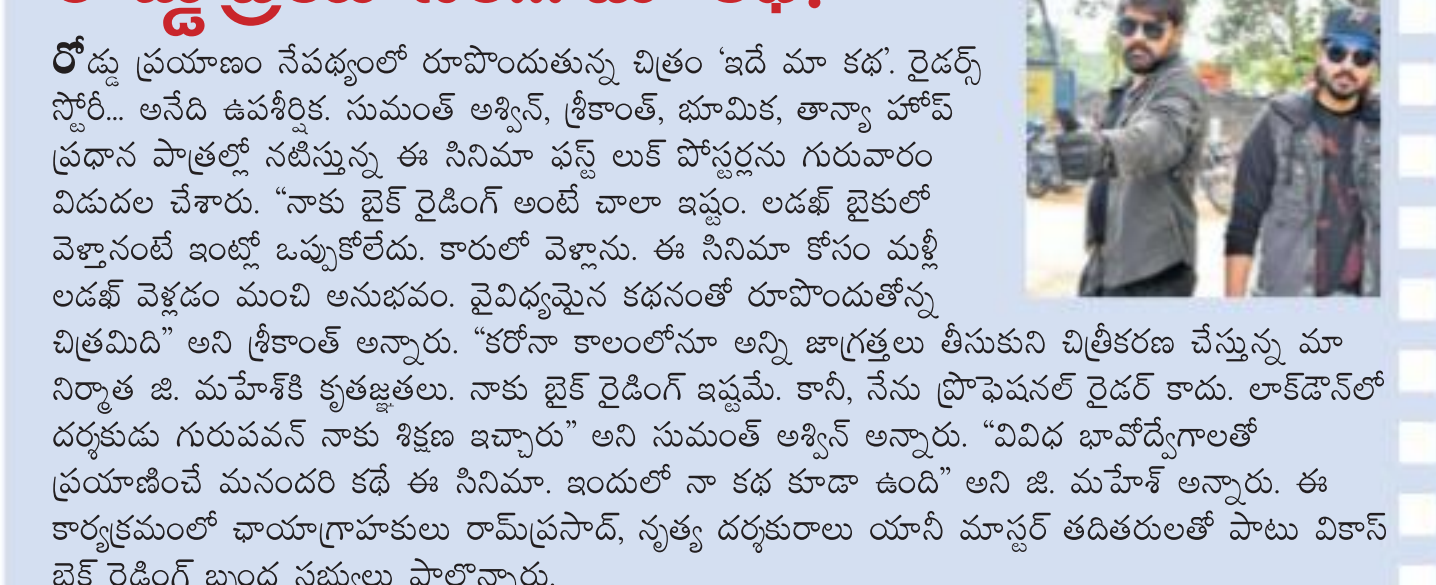 రోడ్డు ప్రయాణం నేపథ్యంలో రూపొందుతున్న చిత్రం ‘ఇదే మా కథ’. రైడర్స్
స్టోరీ... అనేది ఉపశీర్షిక. సుమంత్ అశ్విన్, శ్రీకాంత్, భూమిక, తాన్యా హోప్
ప్రధాన పాత్రల్లో నటిస్తున్న ఈ సినిమా ఫస్ట్ లుక్ పోస్టర్లను గురువారం
విడుదల చేశారు. “నాకు బైక్ రైడింగ్ అంటే చాలా ఇష్టం. లడఖ్ బైకులో
వెళ్తానంటే ఇంట్లో ఒప్పుకోలేదు. కారులో వెళ్లాను. ఈ సినిమా కోసం మళ్లీ
లడఖ్ వెళ్లడం మంచి అనుభవం. వైవిధ్యమైన కథనంతో రూపొందుతోన్న
చిత్రమిది” అని శ్రీకాంత్ అన్నారు. “కరోనా కాలంలోనూ అన్ని జాగ్రత్తలు తీసుకుని చిత్రీకరణ చేస్తున్న మా
నిర్మాత జి. మహేశ్‌కి కృతజ్ఞతలు. నాకు బైక్ రైడింగ్ ఇష్టమే. కానీ, నేను ప్రొఫెషనల్ రైడర్ కాదు. లాక్‌డౌన్‌లో
దర్శకుడు గురుపవన్ నాకు శిక్షణ ఇచ్చారు” అని సుమంత్ అశ్విన్ అన్నారు. “వివిధ భావోద్వేగాలతో
ప్రయాణించే మనందరి కథే ఈ సినిమా. ఇందులో నా కథ కూడా ఉంది” అని జి. మహేశ్ అన్నారు. ఈ
కార్యక్రమంలో ఛాయాగ్రాహకులు రామ్‌ప్రసాద్, నృత్య దర్శకురాలు యానీ మాస్టర్ తదితరులతో పాటు వికాస్
బైక్ రైడింగ్ బృంద సభ్యులు పాల్గొన్నారు.